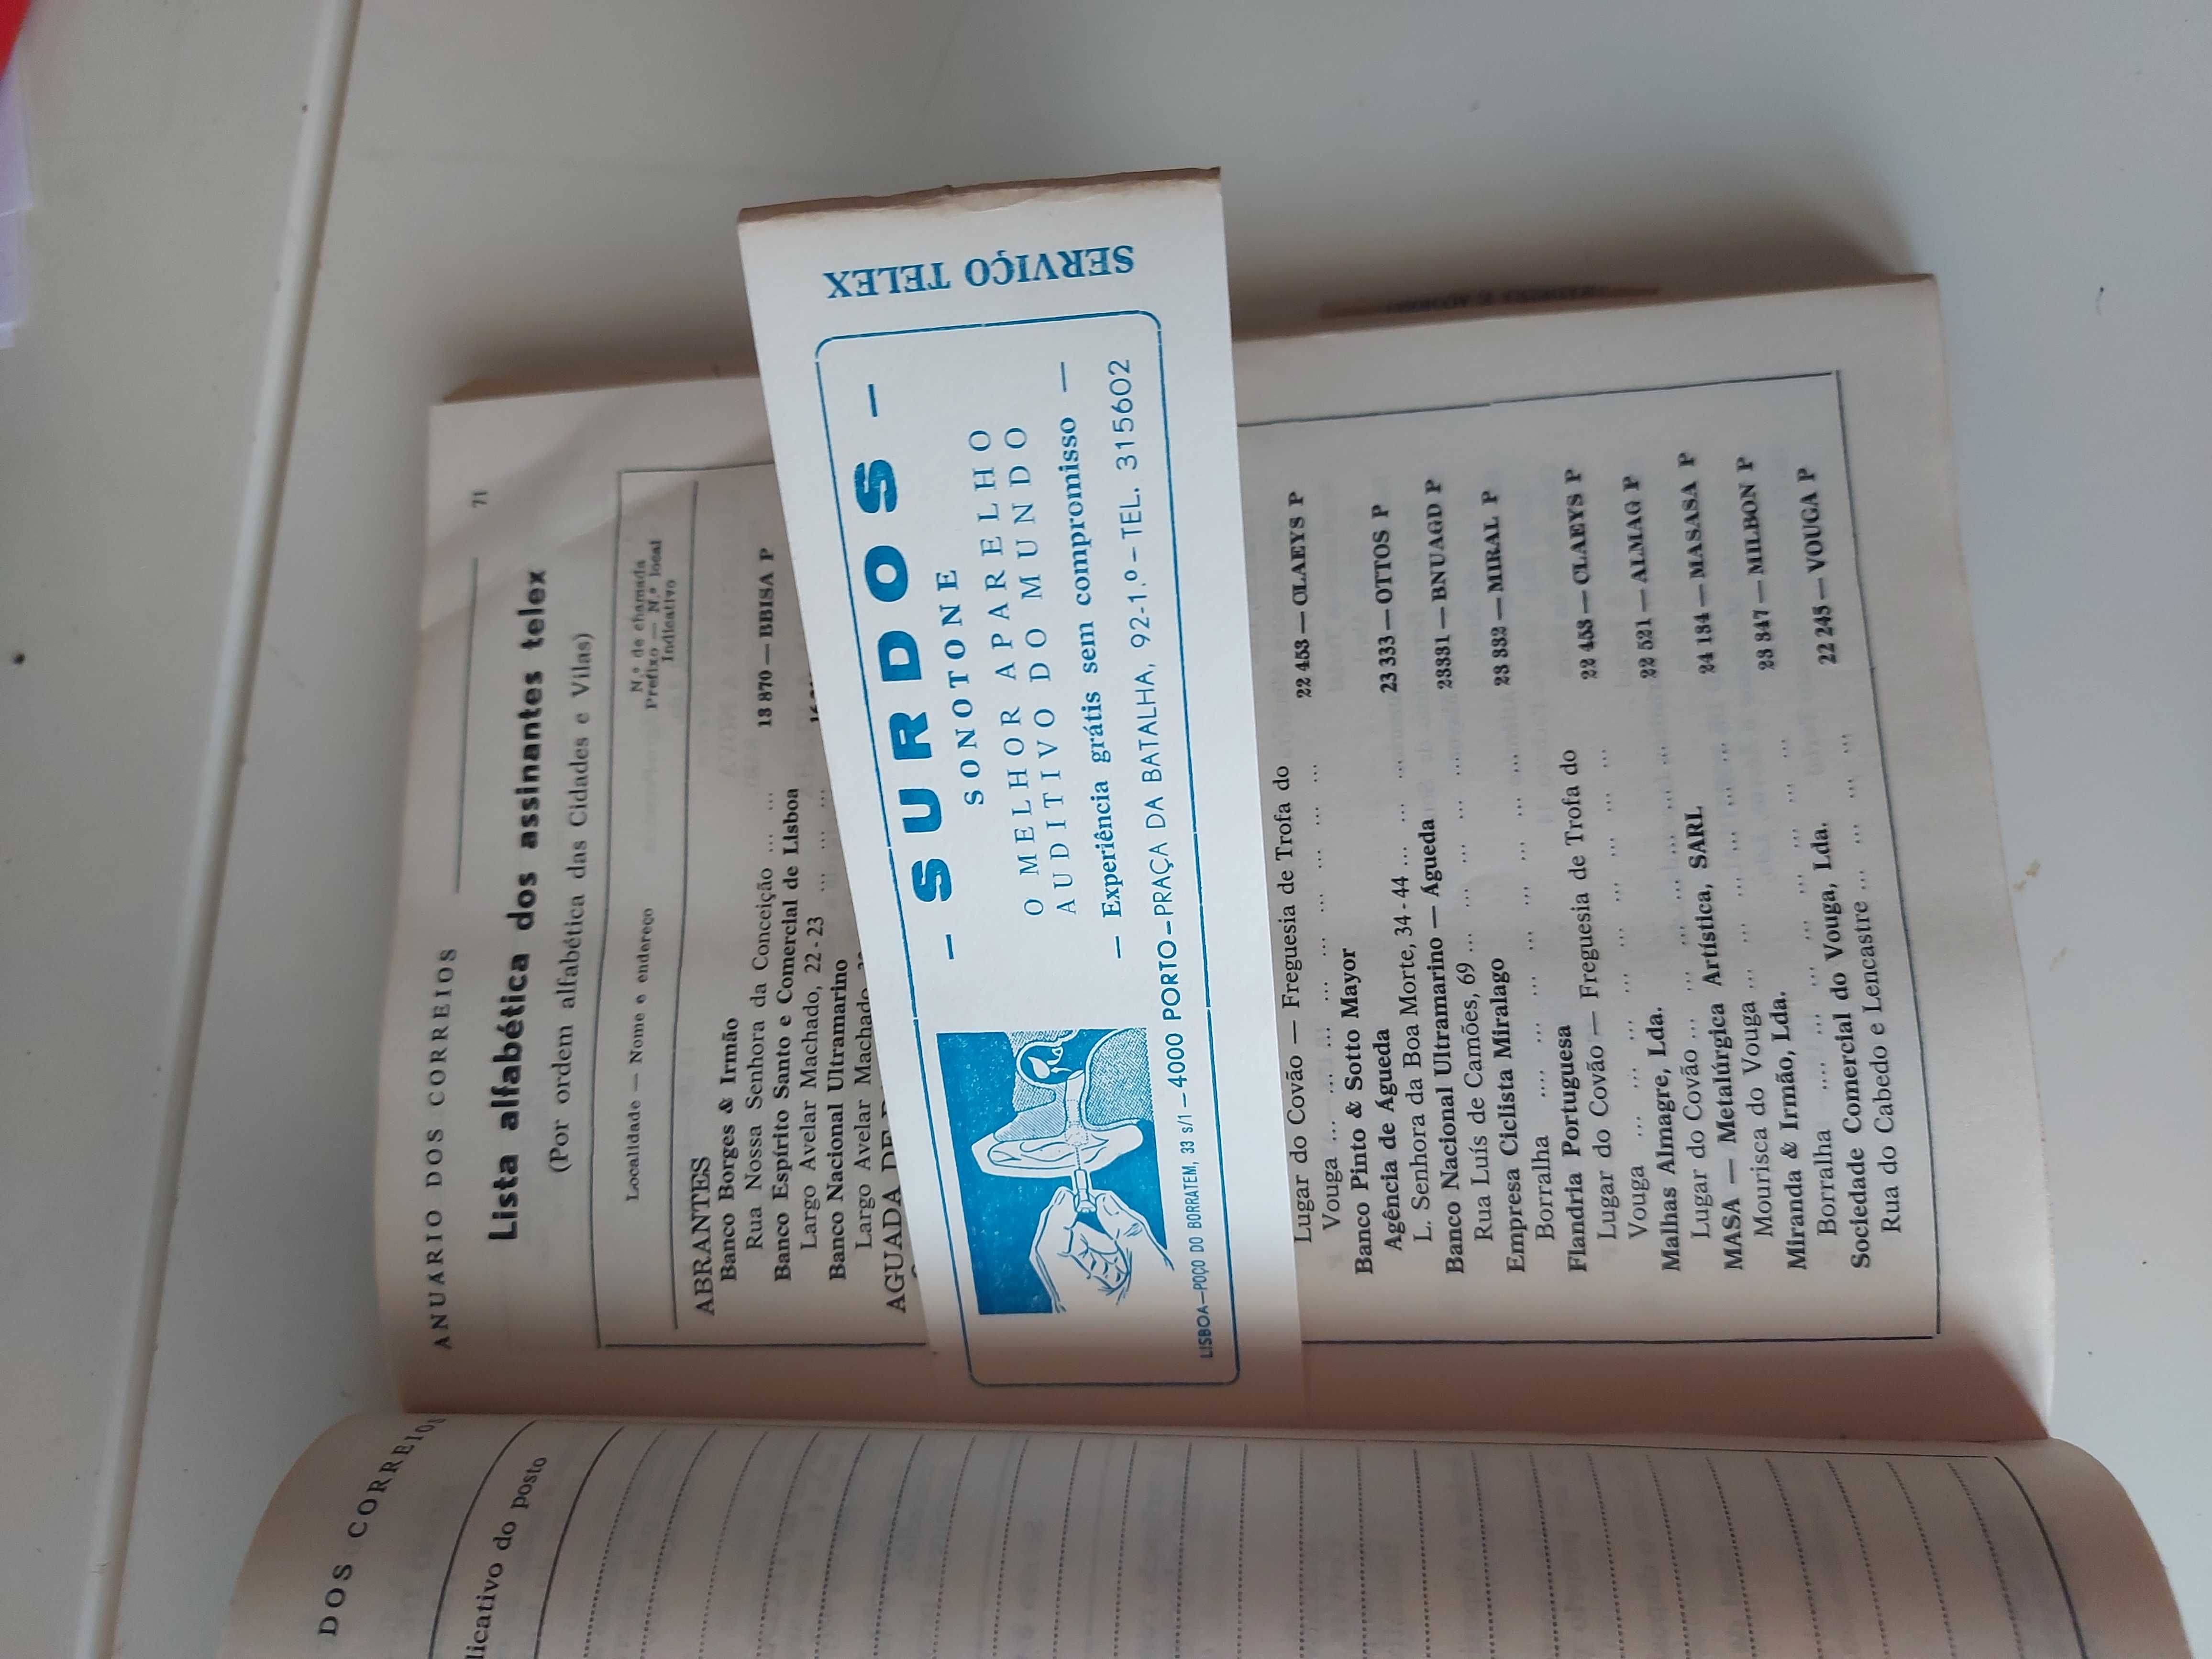 DOS CORREIOS
licativo do posto
ANUÁRIO DOS CORREIOS
71
Lista alfabética dos assinantes telex
(Por ordem alfabética das Cidades e Vilas)
Localidade — Nome e endereço
N.º de chamada
Prefixo — N.º local
Indicativo
ABRANTES
Banco Borges & Irmão
Rua Nossa Senhora da Conceição ... ... 13 870 — BBISA P
Banco Espírito Santo e Comercial de Lisboa
Largo Avelar Machado, 22-23 ... ...
Banco Nacional Ultramarino
Largo Avelar Machado
AGUADA DE
SERVIÇO TELEX
— SURDOS —
SONOTONE
O MELHOR APARELHO
AUDITIVO DO MUNDO
— Experiência grátis sem compromisso —
LISBOA—POÇO DO BORRATEM, 33 s/1—4000 PORTO—PRAÇA DA BATALHA, 92-1.º—TEL. 315602
Lugar do Covão — Freguesia de Trofa do
Vouga ... ... ... ... ... ... ... 22 453 — CLAEYS P
Banco Pinto & Sotto Mayor
Agência de Águeda
L. Senhora da Boa Morte, 34-44 ... ... ... 23 333 — OTTOS P
Banco Nacional Ultramarino — Águeda
Rua Luís de Camões, 69 ... ... ... ... ... 23331 — BNUAGD P
Empresa Ciclista Miralago
Borralha .... ... ... ... ... ... ... 23 332 — MIRAL P
Flandria Portuguesa
Lugar do Covão — Freguesia de Trofa do
Vouga ... ... ... ... ... ... ... 22 453 — CLAEYS P
Malhas Almagre, Lda.
Lugar do Covão ... ... ... ... ... ... 22 521 — ALMAG P
MASA — Metalúrgica Artística, SARL
Mourisca do Vouga ... ... ... ... ... 24 134 — MASASA P
Miranda & Irmão, Lda.
Borralha .... ... ... ... ... ... ... 23 347 — MILBON P
Sociedade Comercial do Vouga, Lda.
Rua do Cabedo e Lencastre ... ... ... ... 22 245 — VOUGA P